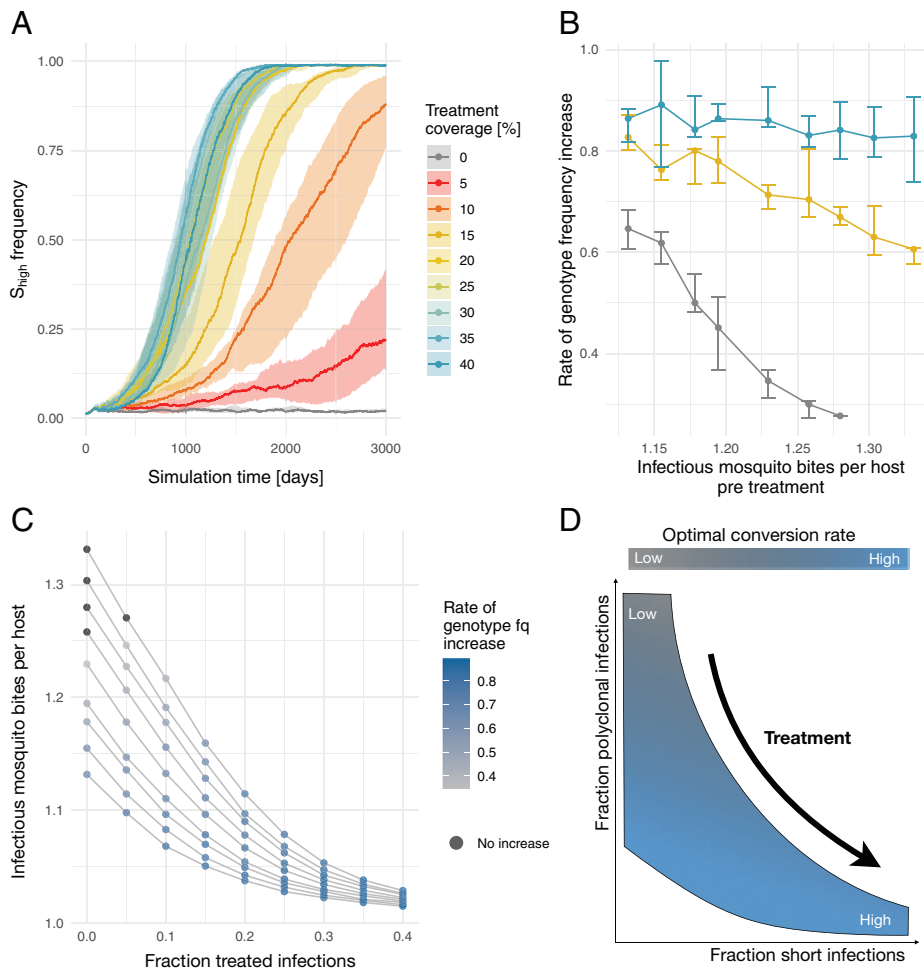 A
1.00
0.75
0.50
0.25
0.00
S_high frequency
0
1000
2000
3000
Simulation time [days]
Treatment
coverage [%]
0
5
10
15
20
25
30
35
40
B
1.0
0.8
0.6
0.4
Rate of genotype frequency increase
1.15
1.20
1.25
1.30
Infectious mosquito bites per host
pre treatment
C
1.3
1.2
1.1
1.0
Infectious mosquito bites per host
0.0
0.1
0.2
0.3
0.4
Fraction treated infections
Rate of
genotype fq
increase
0.8
0.7
0.6
0.5
0.4
No increase
D
Optimal conversion rate
Low
High
Low
Treatment
High
Fraction polyclonal infections
Fraction short infections